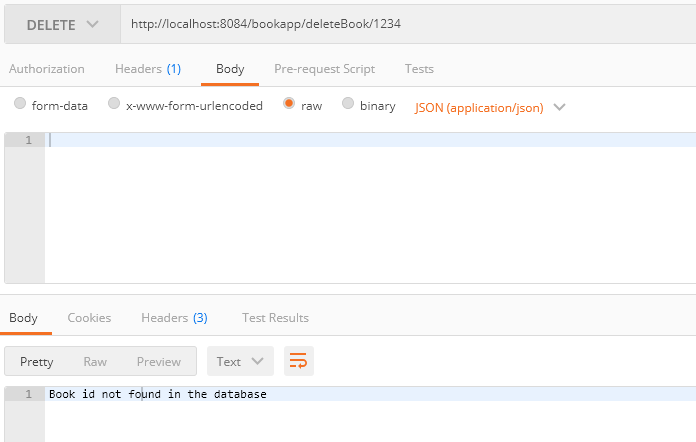 DELETE http://localhost:8084/bookapp/deleteBook/1234
Authorization Headers (1) Body Pre-request Script Tests
form-data x-www-form-urlencoded raw binary JSON (application/json)
1
Body Cookies Headers (3) Test Results
Pretty Raw Preview Text
1 Book id not found in the database